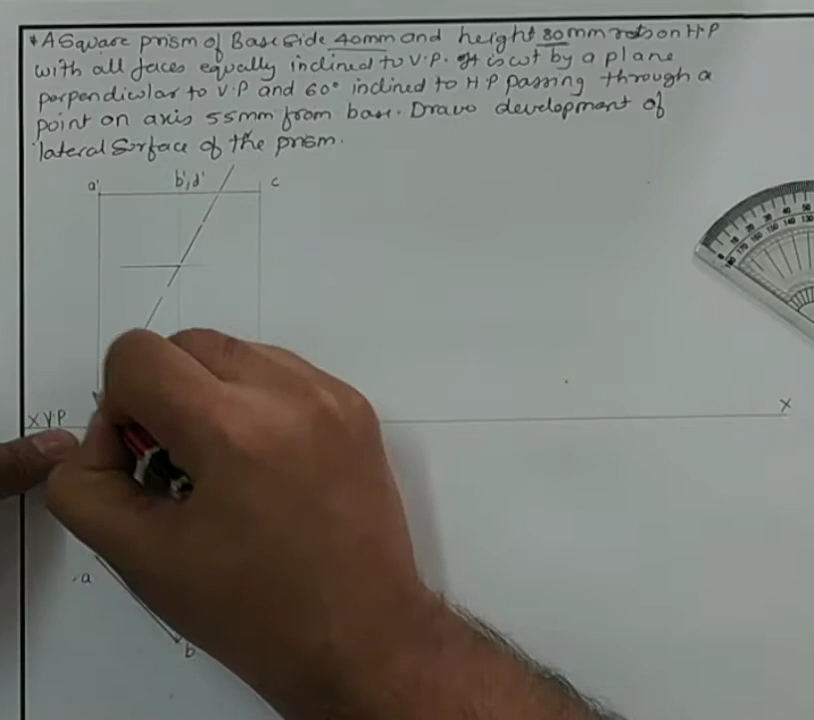 *A Square prism of Base side 40mm and height 80mm rests on H.P
with all faces equally inclined to V.P. It is cut by a plane
perpendicular to V.P and 60° inclined to H.P passing through a
point on axis 55mm from base. Draw development of
lateral Surface of the prism.
a' b',d' c
X V.P X
a
b